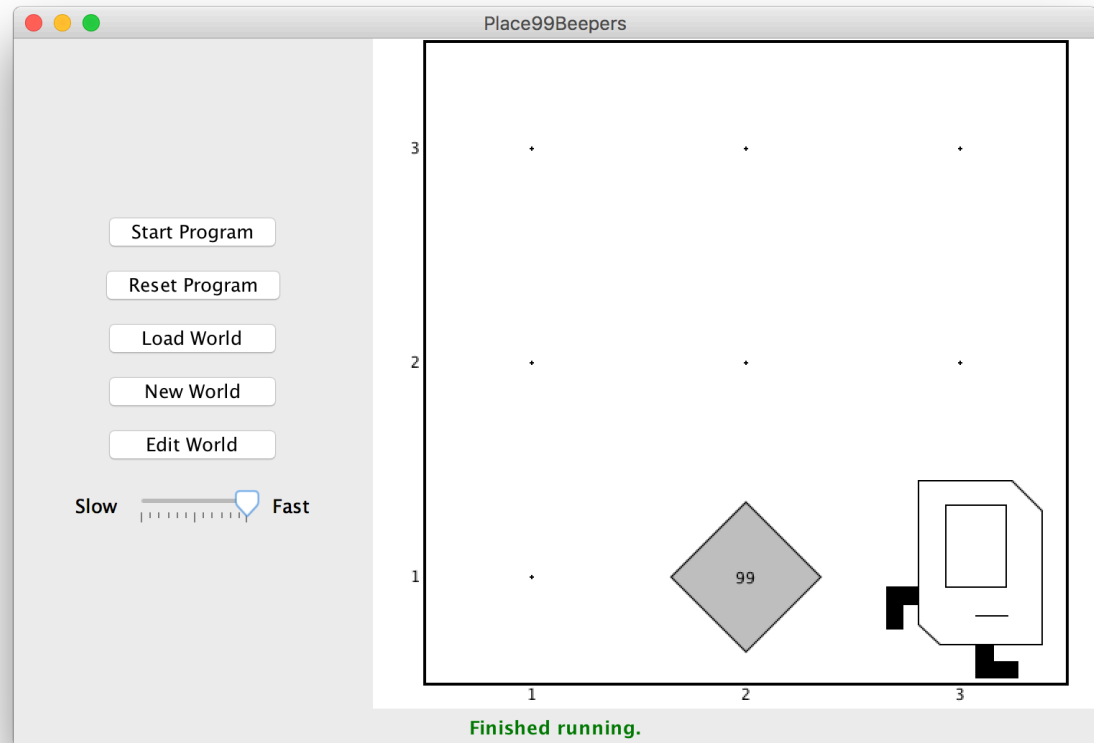 Place99Beepers
3
Start Program
Reset Program
Load World
2
New World
Edit World
Slow Fast
1
99
1 2 3
Finished running.